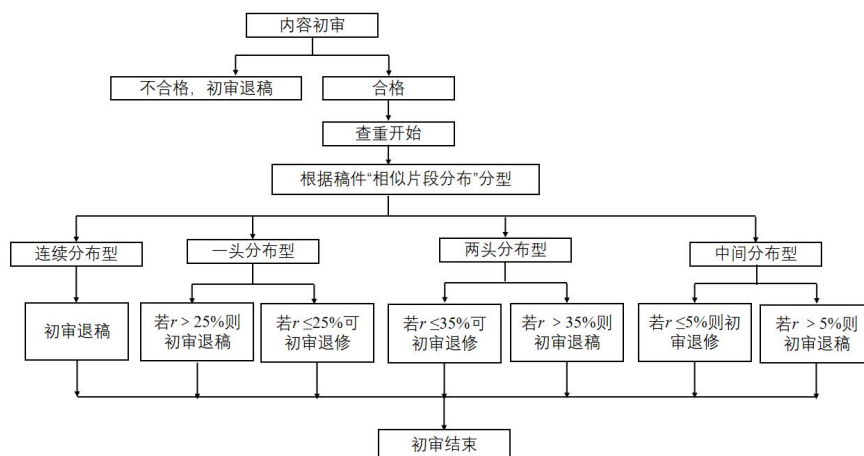 内容初审
不合格，初审退稿
合格
查重开始
根据稿件“相似片段分布”分型
连续分布型
一头分布型
两头分布型
中间分布型
初审退稿
若r > 25%则
初审退稿
若r ≤25%可
初审退修
若r ≤35%可
初审退修
若r > 35%则
初审退稿
若r ≤5%则初
审退修
若r > 5%则
初审退稿
初审结束